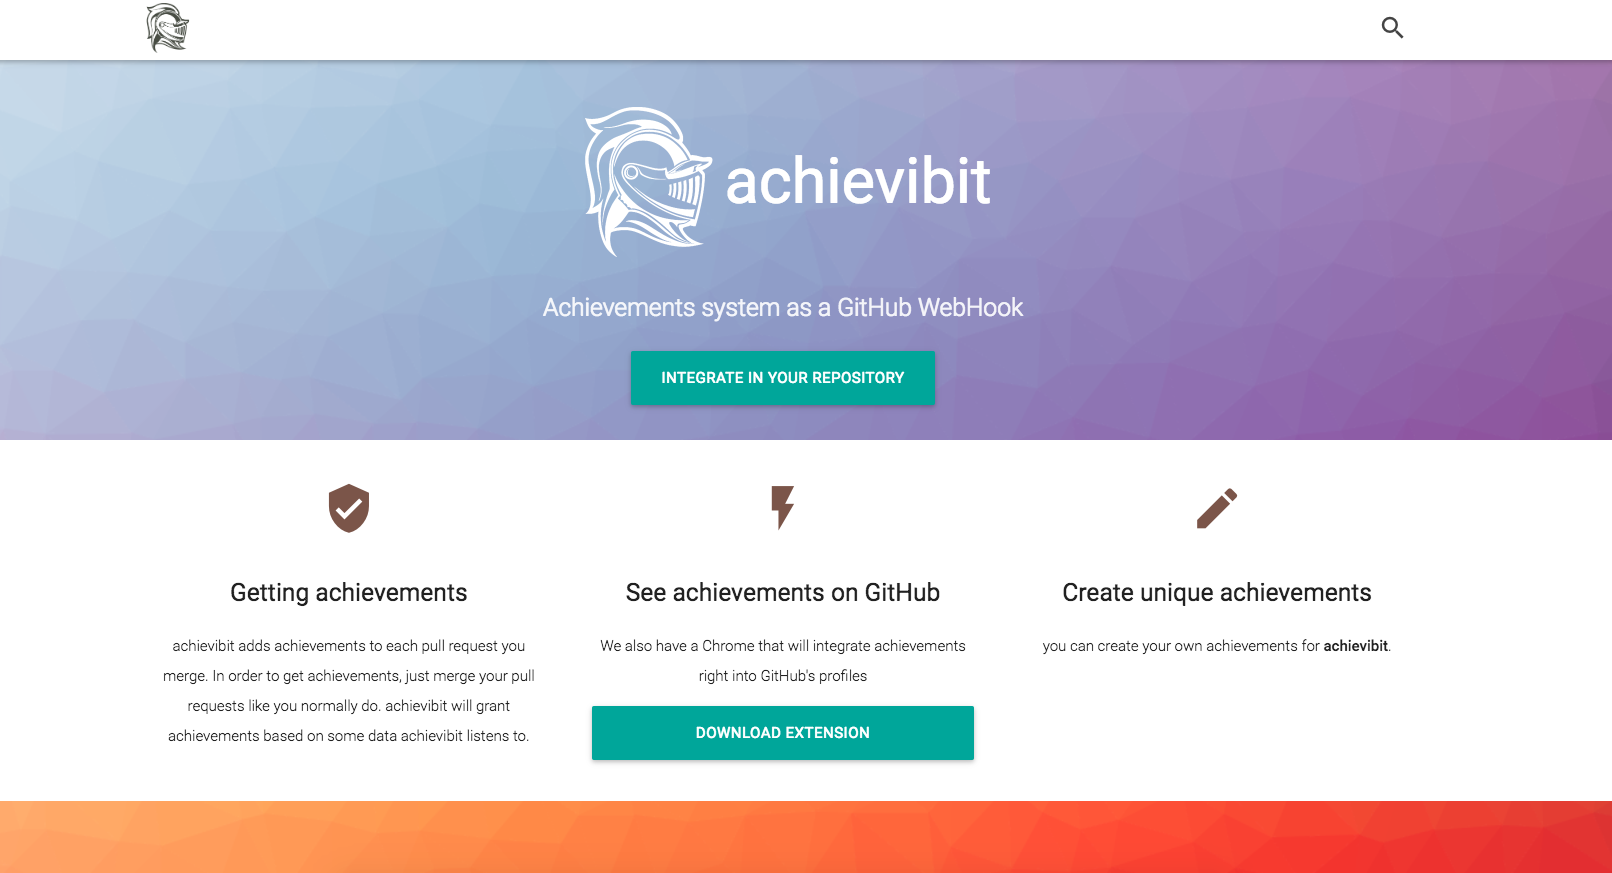 achievibit
Achievements system as a GitHub WebHook
INTEGRATE IN YOUR REPOSITORY
Getting achievements
achievibit adds achievements to each pull request you
merge. In order to get achievements, just merge your pull
requests like you normally do. achievibit will grant
achievements based on some data achievibit listens to.
See achievements on GitHub
We also have a Chrome that will integrate achievements
right into GitHub's profiles
DOWNLOAD EXTENSION
Create unique achievements
you can create your own achievements for achievibit.